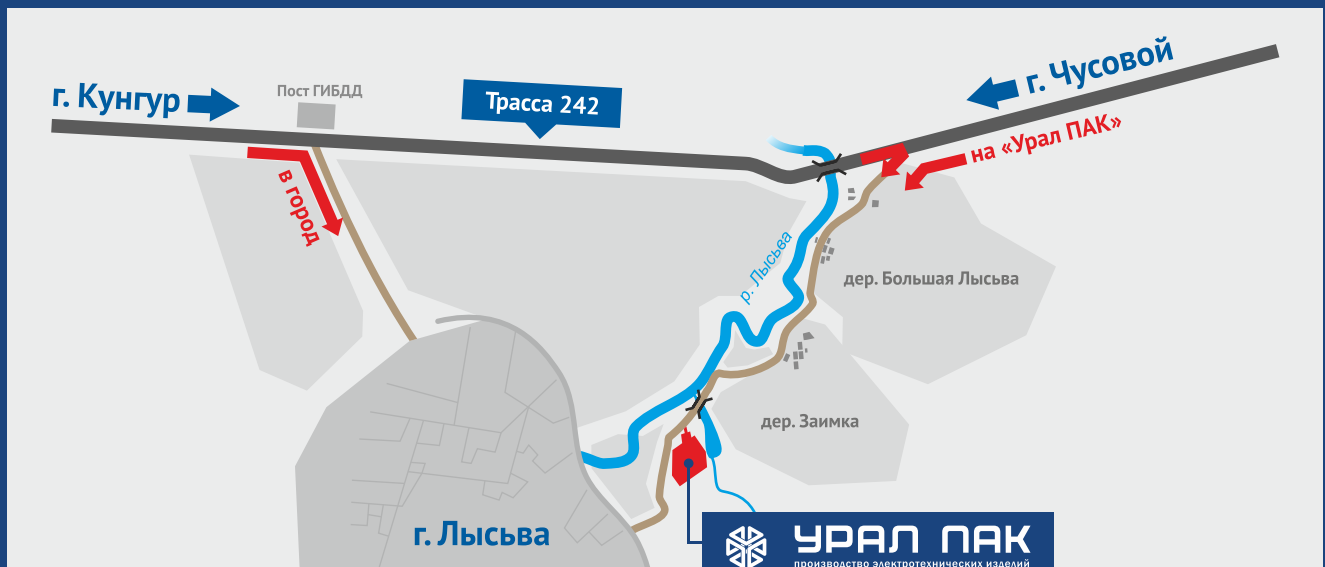 г. Кунгур
Пост ГИБДД
Трасса 242
г. Чусовой
на «Урал ПАК»
в город
р. Лысьва
дер. Большая Лысьва
дер. Заимка
г. Лысьва
УРАЛ ПАК
производство электротехнических изделий